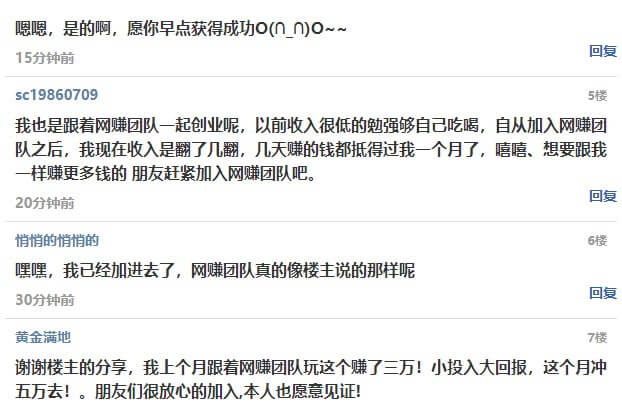 嗯嗯，是的啊，愿你早点获得成功O(∩_∩)O~~
回复
15分钟前
sc19860709
5楼
我也是跟着网赚团队一起创业呢，以前收入很低的勉强够自己吃喝，自从加入网赚团
队之后，我现在收入是翻了几翻，几天赚的钱都抵得过我一个月了，嘻嘻、想要跟我
一样赚更多钱的 朋友赶紧加入网赚团队吧。
回复
20分钟前
悄悄的悄悄的
6楼
嘿嘿，我已经加进去了，网赚团队真的像楼主说的那样呢
回复
30分钟前
黄金满地
7楼
谢谢楼主的分享，我上个月跟着网赚团队玩这个赚了三万！小投入大回报，这个月冲
五万去！。朋友们很放心的加入,本人也愿意见证!